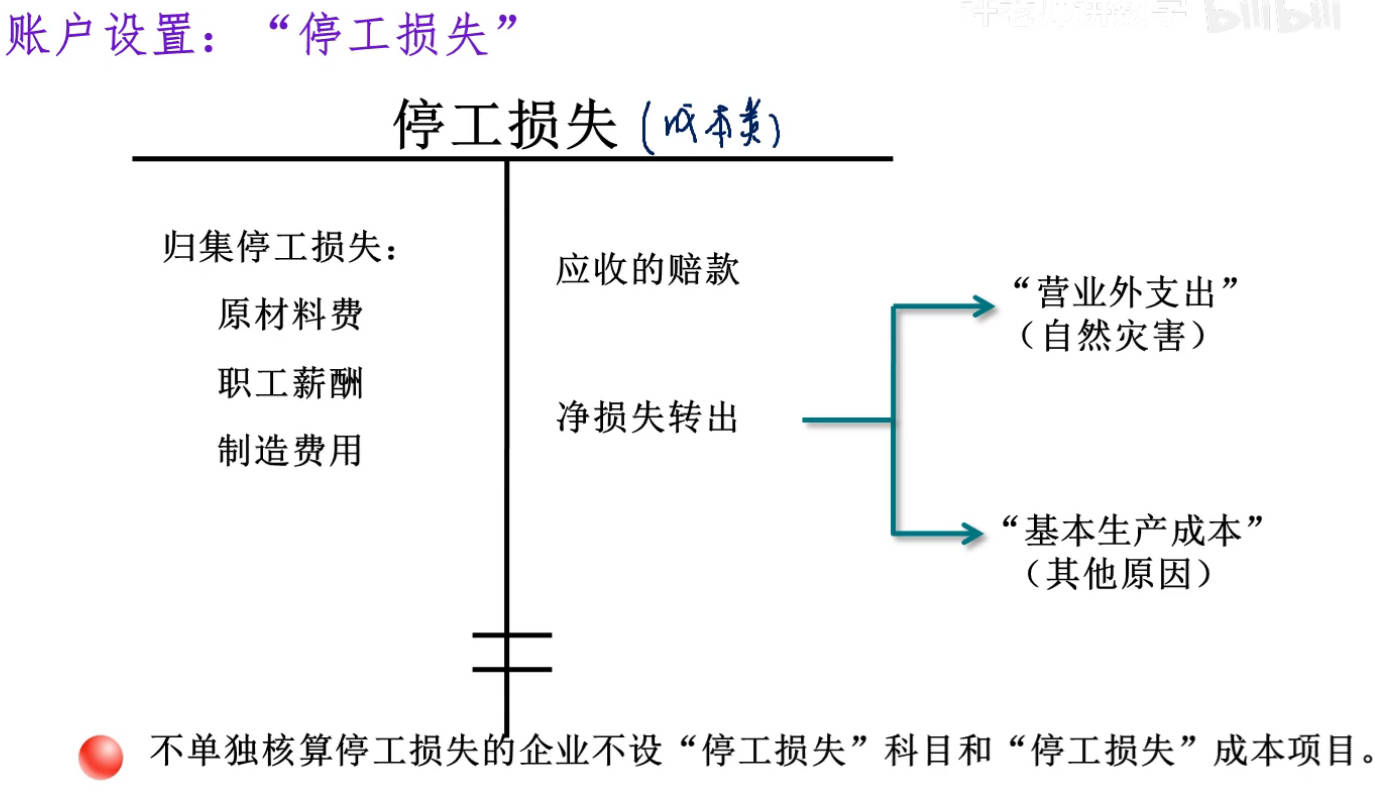 账户设置：“停工损失”
bilibili
停工损失（成本类）
归集停工损失：
原材料费
职工薪酬
制造费用
应收的赔款
净损失转出
“营业外支出”
（自然灾害）
“基本生产成本”
（其他原因）
不单独核算停工损失的企业不设“停工损失”科目和“停工损失”成本项目。